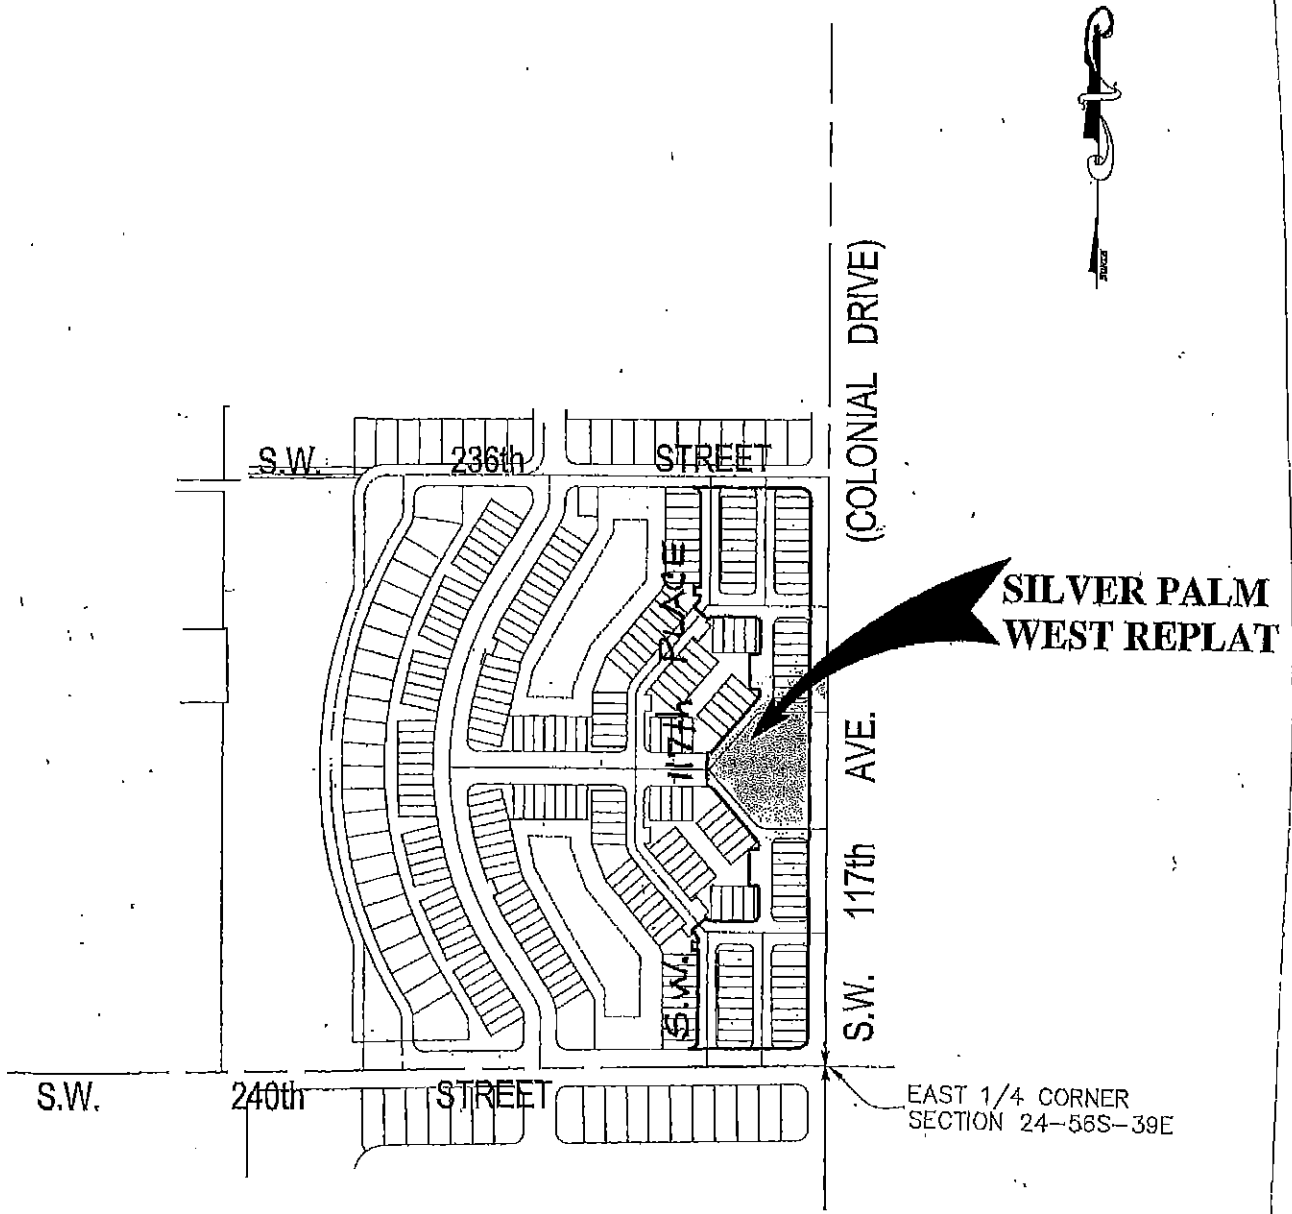 (COLONIAL DRIVE)
S.W. 236th STREET
SILVER PALM
WEST REPLAT
S.W. 117th PLACE
S.W. 117th AVE.
S.W. 240th STREET
EAST 1/4 CORNER
SECTION 24-56S-39E